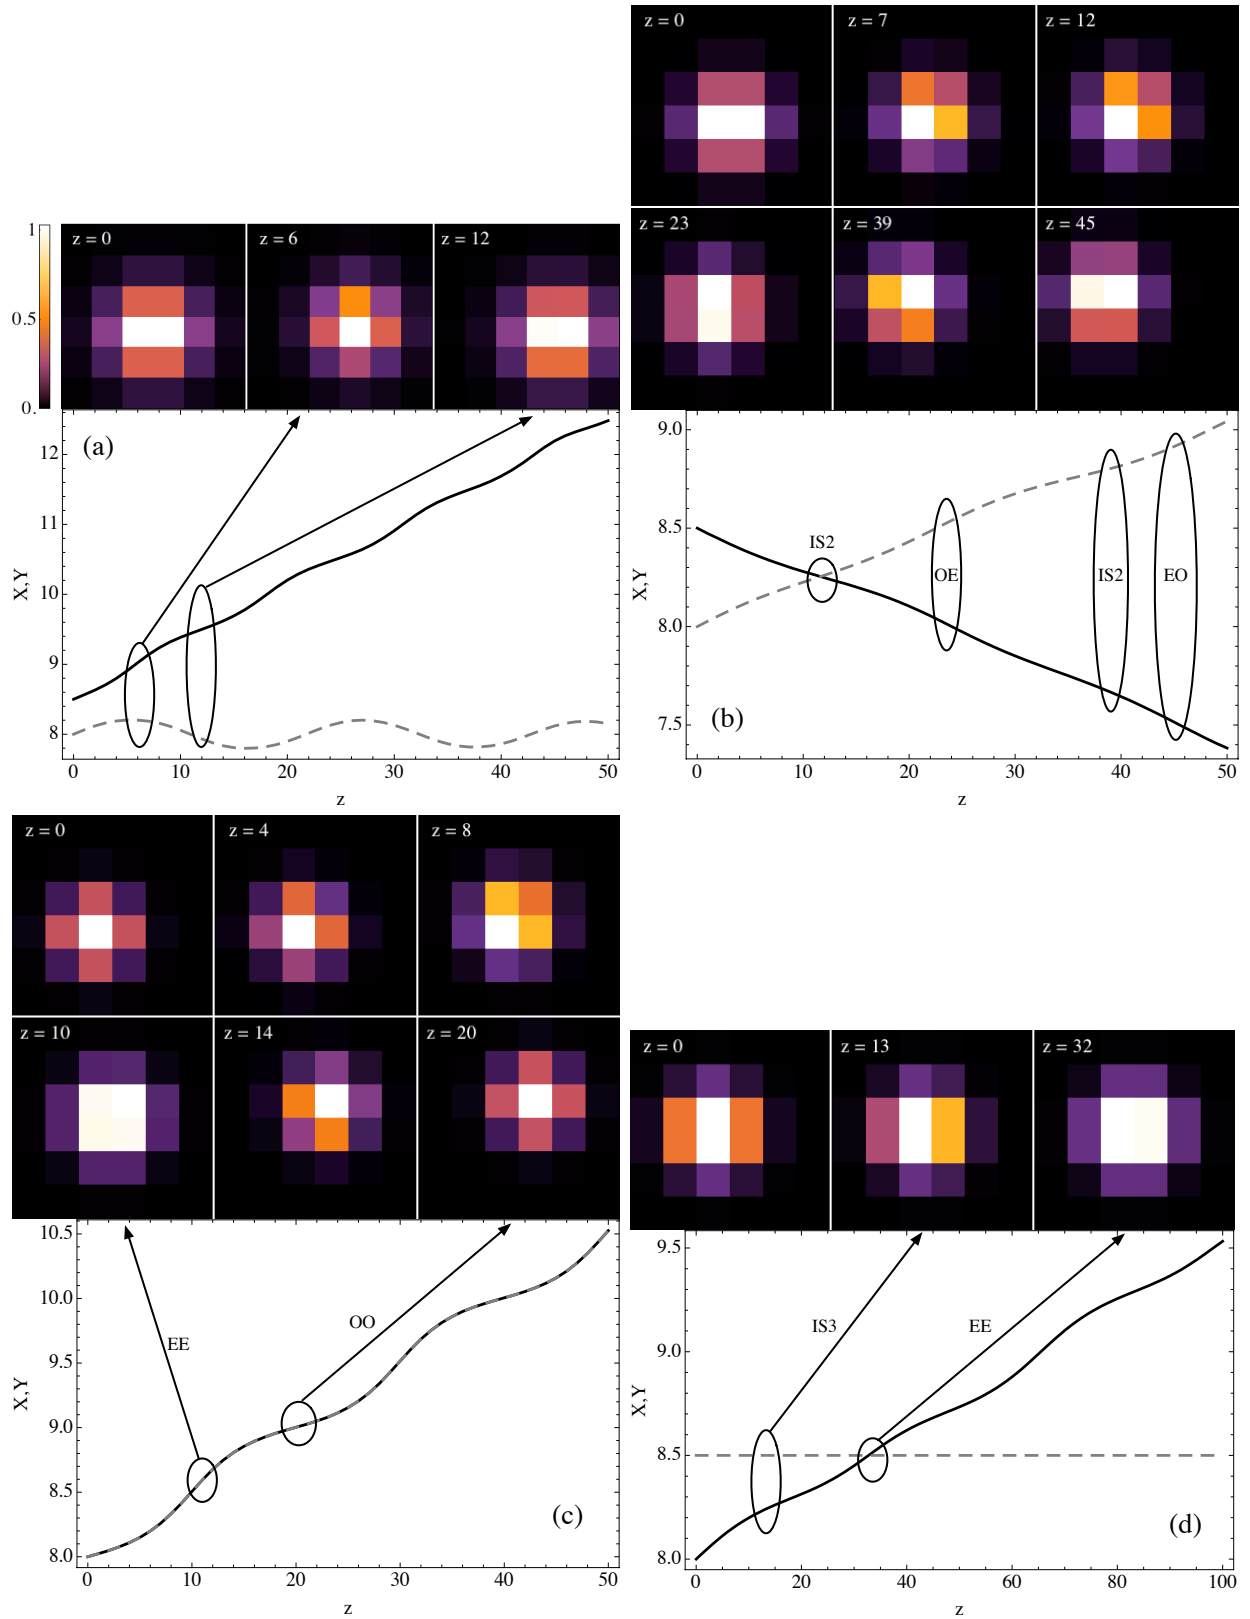 z = 0
z = 7
z = 12
z = 23
z = 39
z = 45
1
0.5
0.
z = 0
z = 6
z = 12
(a)
12
11
10
9
8
X,Y
0
10
20
30
40
50
z
9.0
8.5
8.0
7.5
X,Y
IS2
OE
IS2
EO
(b)
0
10
20
30
40
50
z
z = 0
z = 4
z = 8
z = 10
z = 14
z = 20
10.5
10.0
9.5
9.0
8.5
8.0
X,Y
EE
OO
(c)
0
10
20
30
40
50
z
z = 0
z = 13
z = 32
9.5
9.0
8.5
8.0
X,Y
IS3
EE
(d)
0
20
40
60
80
100
z